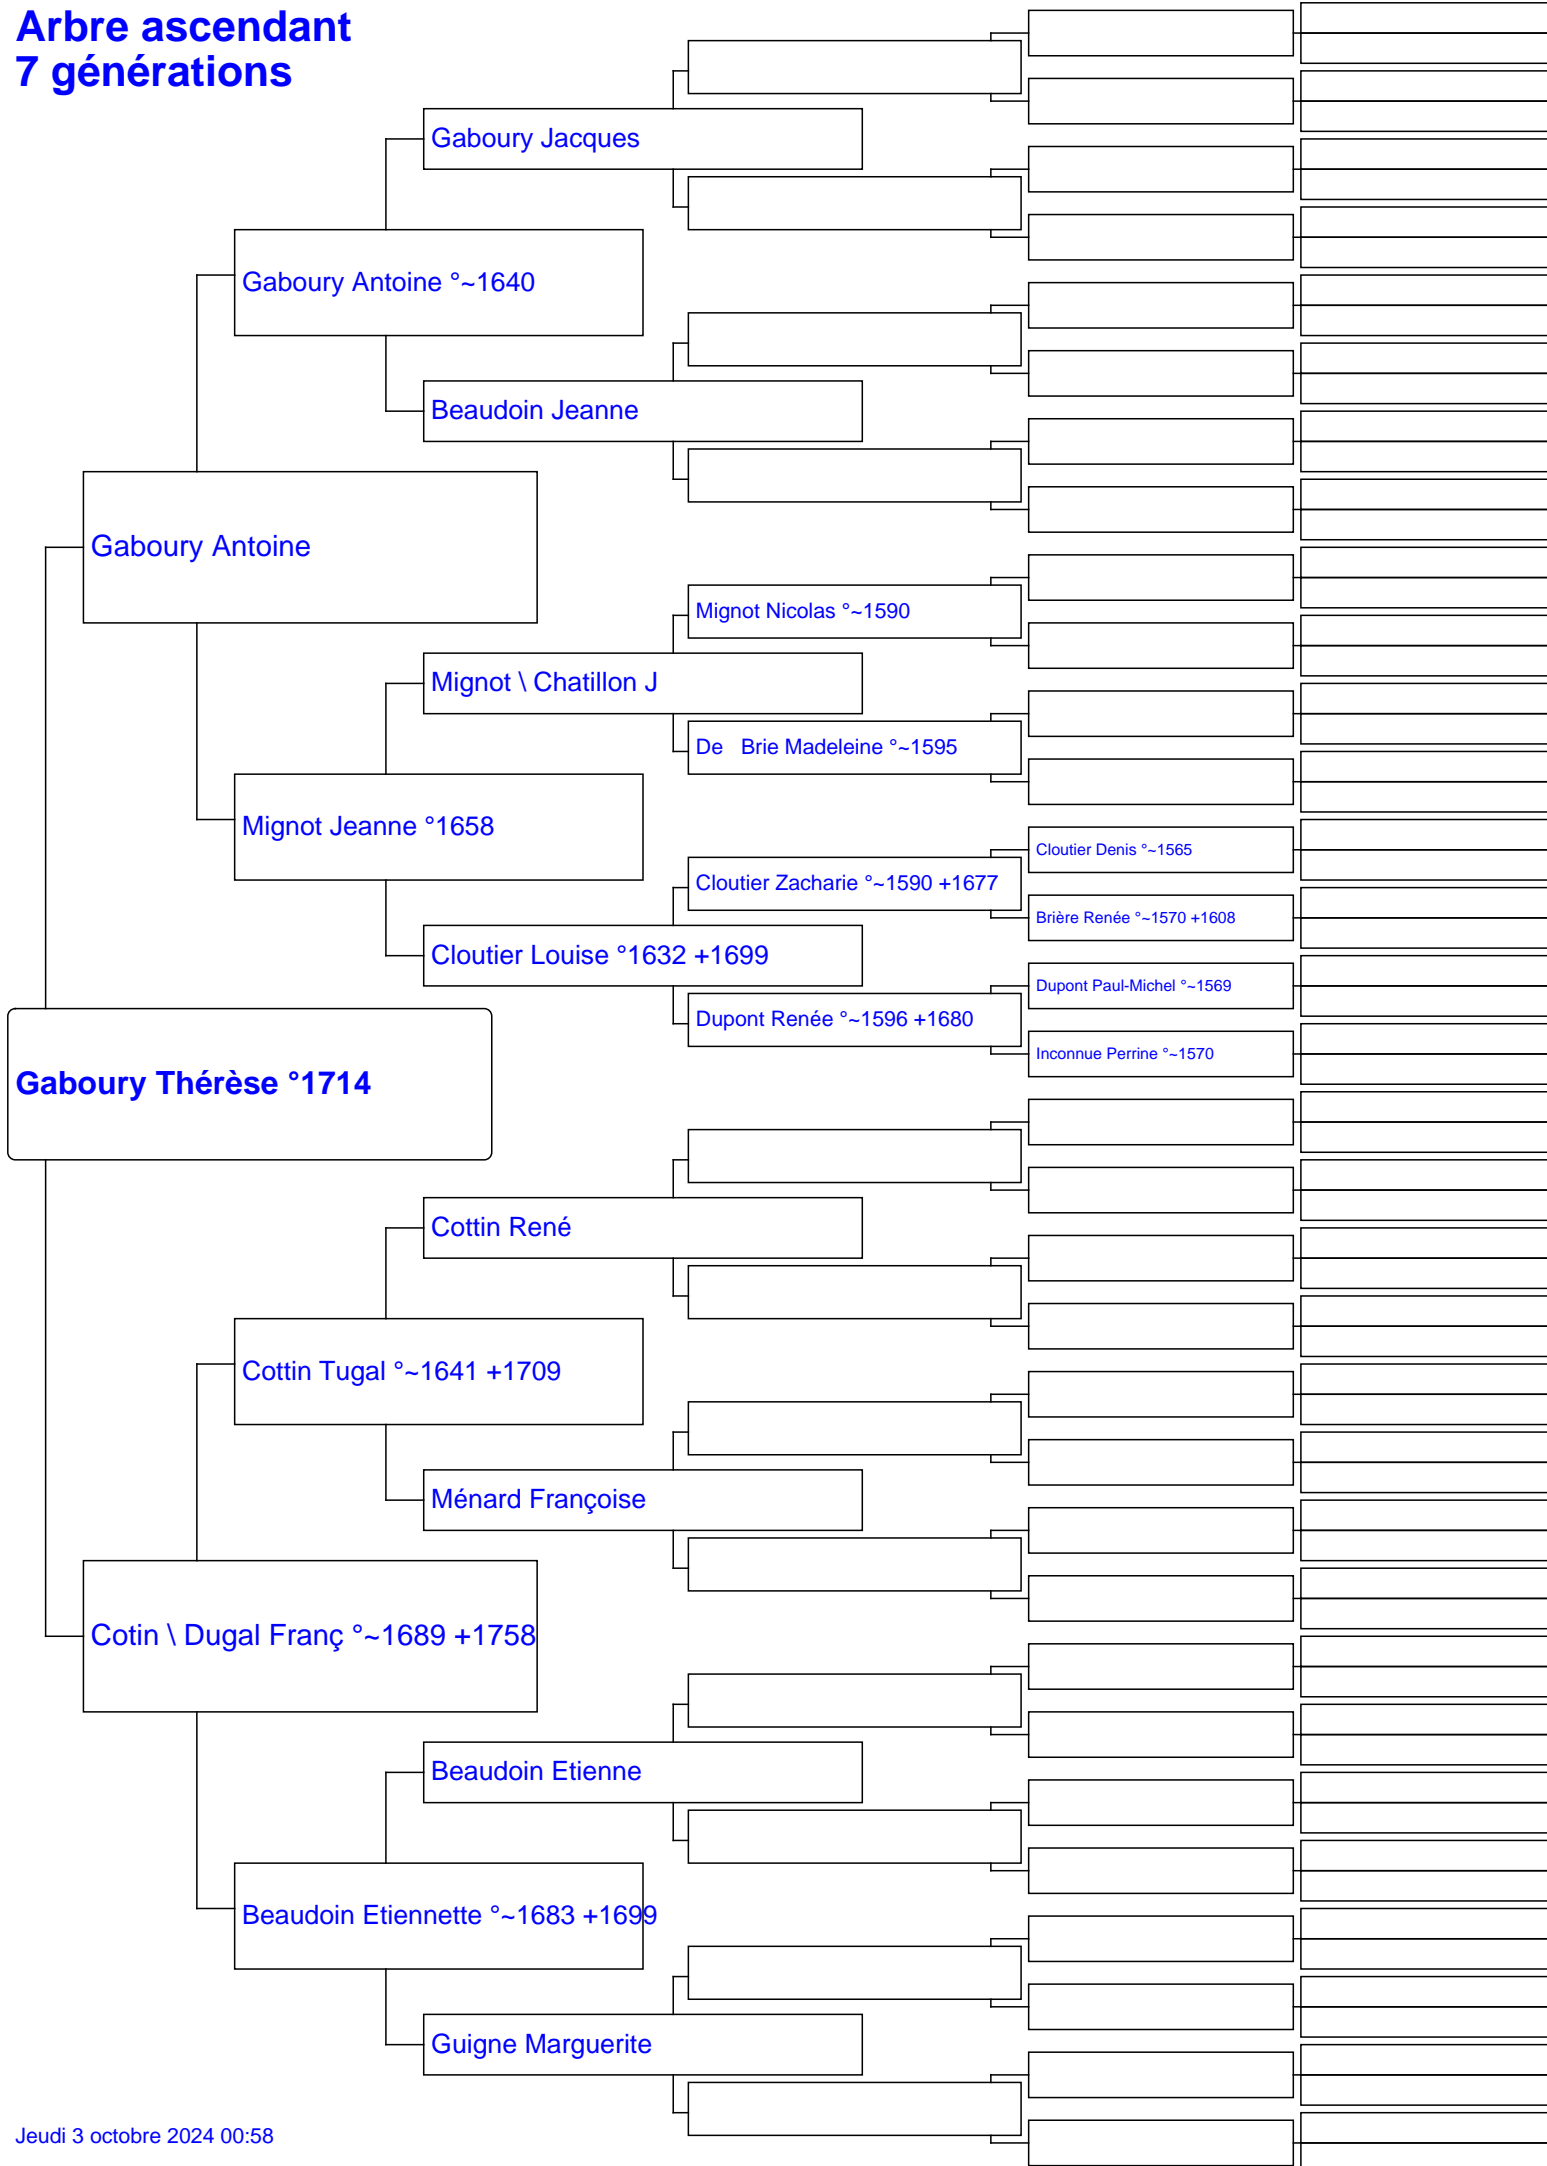 Arbre ascendant
7 générations
Gaboury Jacques
Gaboury Antoine °~1640
Beaudoin Jeanne
Gaboury Antoine
Mignot Nicolas °~1590
Mignot \ Chatillon J
De   Brie Madeleine °~1595
Mignot Jeanne °1658
Cloutier Denis °~1565
Cloutier Zacharie °~1590 +1677
Brière Renée °~1570 +1608
Cloutier Louise °1632 +1699
Dupont Paul-Michel °~1569
Dupont Renée °~1596 +1680
Inconnue Perrine °~1570
Gaboury Thérèse °1714
Cottin René
Cottin Tugal °~1641 +1709
Ménard Françoise
Cotin \ Dugal Franç °~1689 +1758
Beaudoin Etienne
Beaudoin Etiennette °~1683 +1699
Guigne Marguerite
Jeudi 3 octobre 2024 00:58